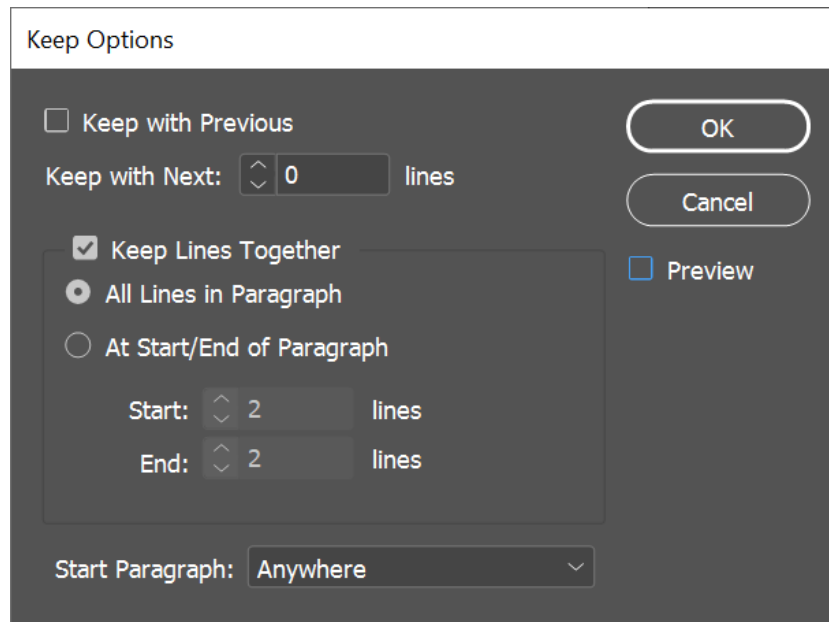 Keep Options
Keep with Previous
OK
Keep with Next: 0 lines
Cancel
Keep Lines Together
Preview
All Lines in Paragraph
At Start/End of Paragraph
Start: 2 lines
End: 2 lines
Start Paragraph: Anywhere